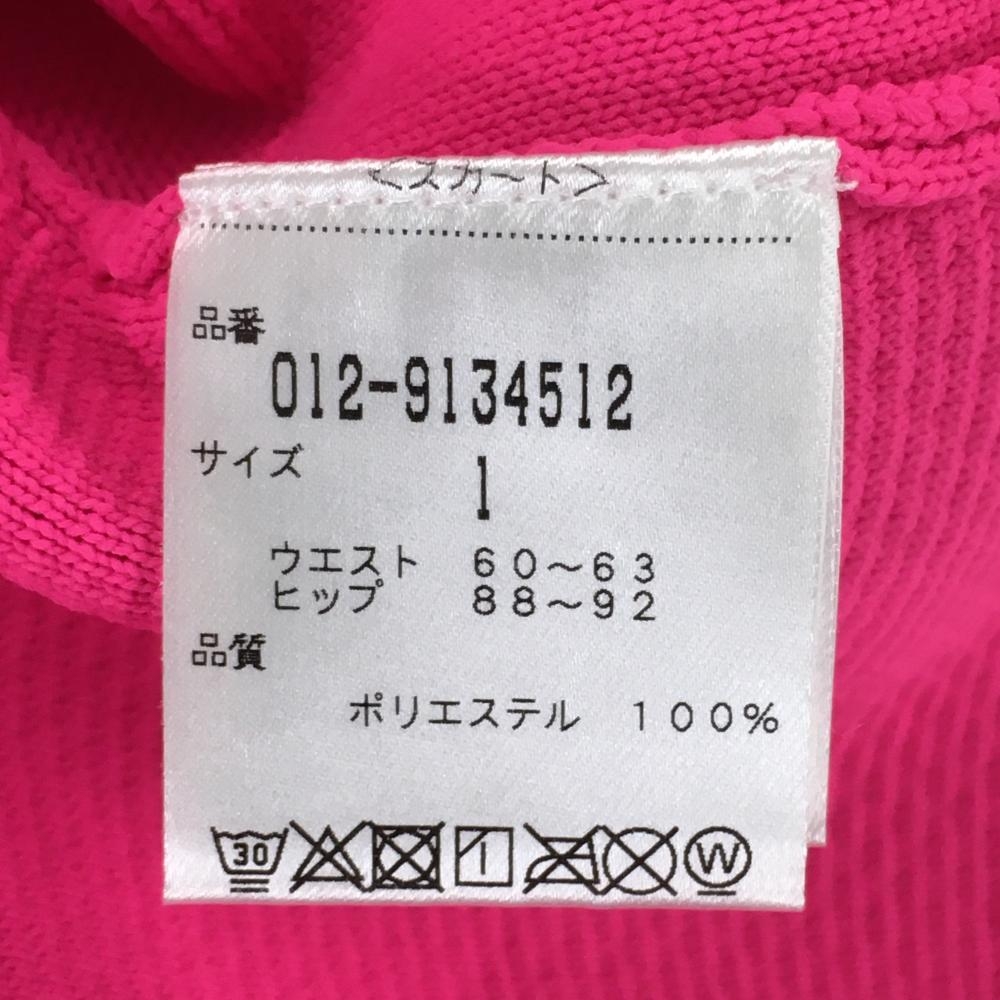 <スカート>
品番
012-9134512
サイズ
1
ウエスト 60～63
ヒップ 88～92
品質
ポリエステル 100%
30 W